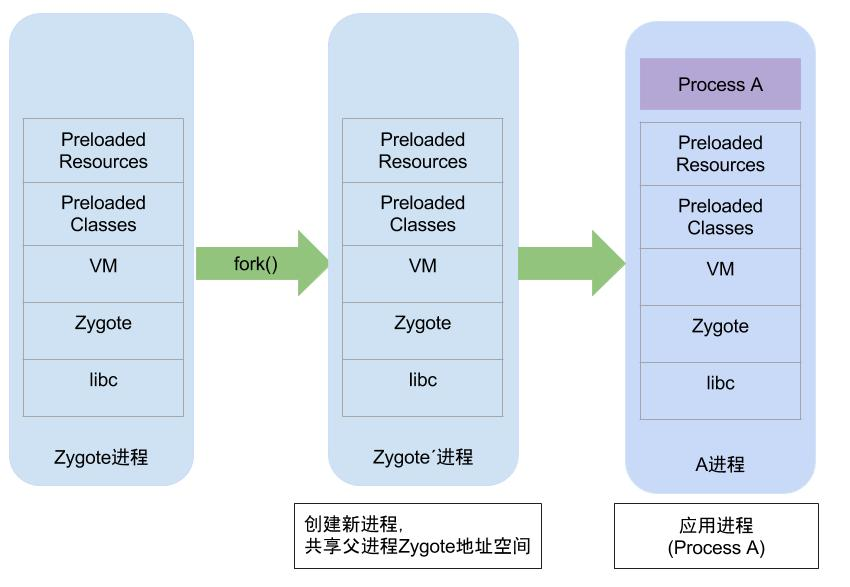 Preloaded
Resources
Preloaded
Classes
VM
Zygote
libc
Zygote进程
fork()
Preloaded
Resources
Preloaded
Classes
VM
Zygote
libc
Zygote´进程
创建新进程,
共享父进程Zygote地址空间
Process A
Preloaded
Resources
Preloaded
Classes
VM
Zygote
libc
A进程
应用进程
(Process A)